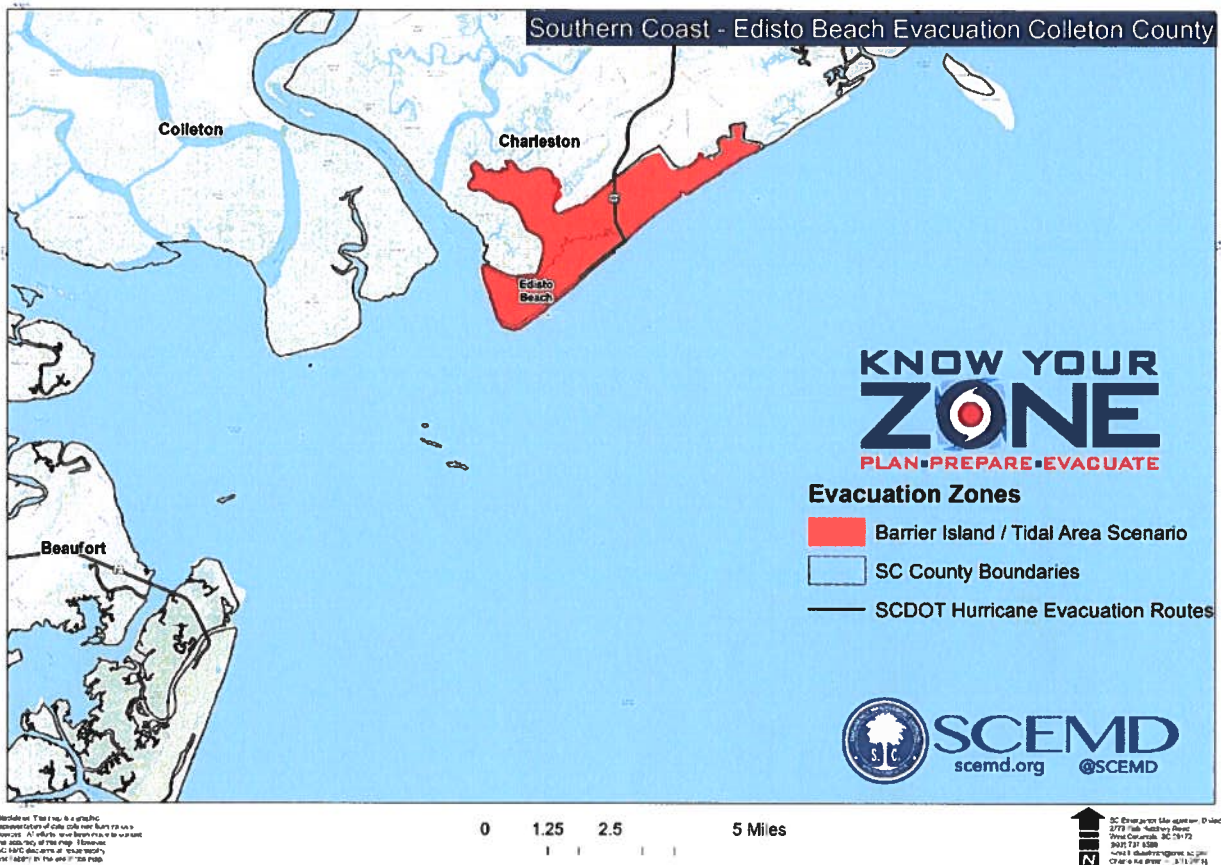 Southern Coast - Edisto Beach Evacuation Colleton County
Colleton
Charleston
Edisto
Beach
KNOW YOUR
ZONE
PLAN PREPARE EVACUATE
Evacuation Zones
Barrier Island / Tidal Area Scenario
SC County Boundaries
SCDOT Hurricane Evacuation Routes
Beaufort
S. C.
SCEMD
scemd.org @SCEMD
0 1.25 2.5 5 Miles
N